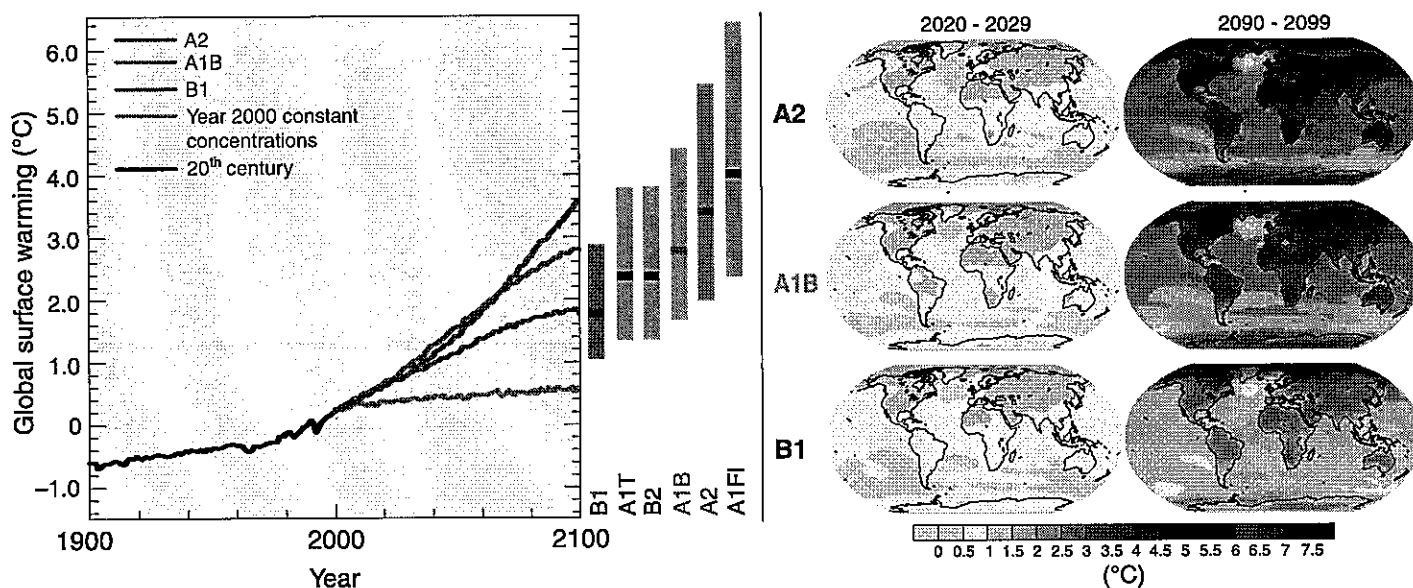 6.0
5.0
4.0
3.0
2.0
1.0
0
−1.0
Global surface warming (°C)
A2
A1B
B1
Year 2000 constant
concentrations
20th century
1900
2000
2100
Year
B1
A1T
B2
A1B
A2
A1FI
2020 - 2029
2090 - 2099
A2
A1B
B1
0 0.5 1 1.5 2 2.5 3 3.5 4 4.5 5 5.5 6 6.5 7 7.5
(°C)